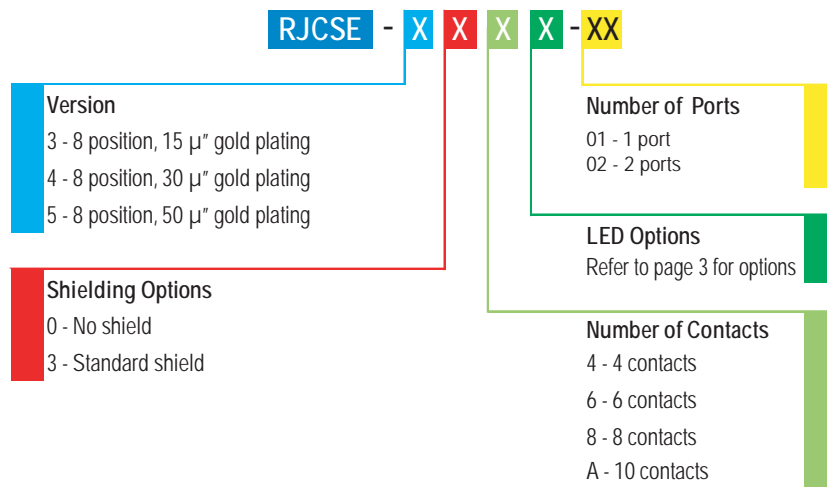 RJCSE - X X X X - XX
Version
3 - 8 position, 15 µ” gold plating
4 - 8 position, 30 µ” gold plating
5 - 8 position, 50 µ” gold plating
Shielding Options
0 - No shield
3 - Standard shield
Number of Ports
01 - 1 port
02 - 2 ports
LED Options
Refer to page 3 for options
Number of Contacts
4 - 4 contacts
6 - 6 contacts
8 - 8 contacts
A - 10 contacts